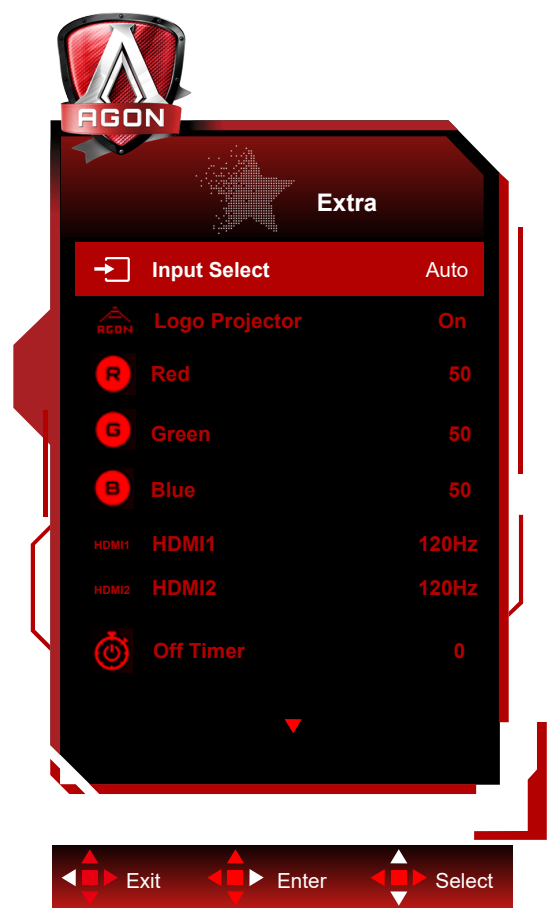 AGON
Extra
Input Select Auto
AGON Logo Projector On
R Red 50
G Green 50
B Blue 50
HDMI1 HDMI1 120Hz
HDMI2 HDMI2 120Hz
Off Timer 0
Exit Enter Select